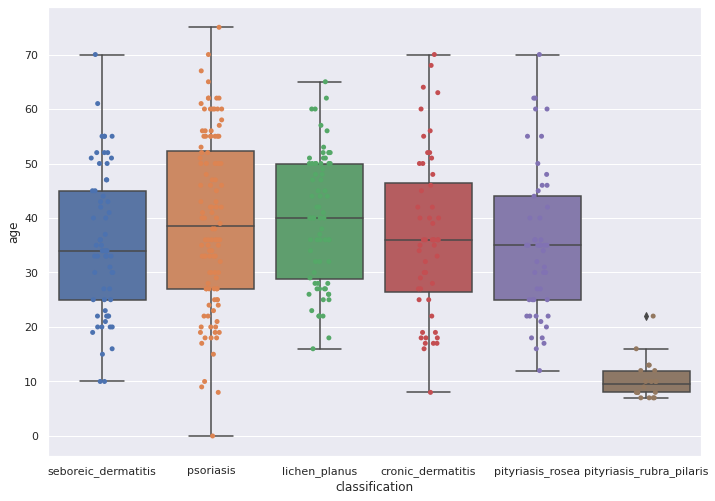 70
60
50
40
30
20
10
0
age
seboreic_dermatitis psoriasis lichen_planus cronic_dermatitis pityriasis_rosea pityriasis_rubra_pilaris
classification